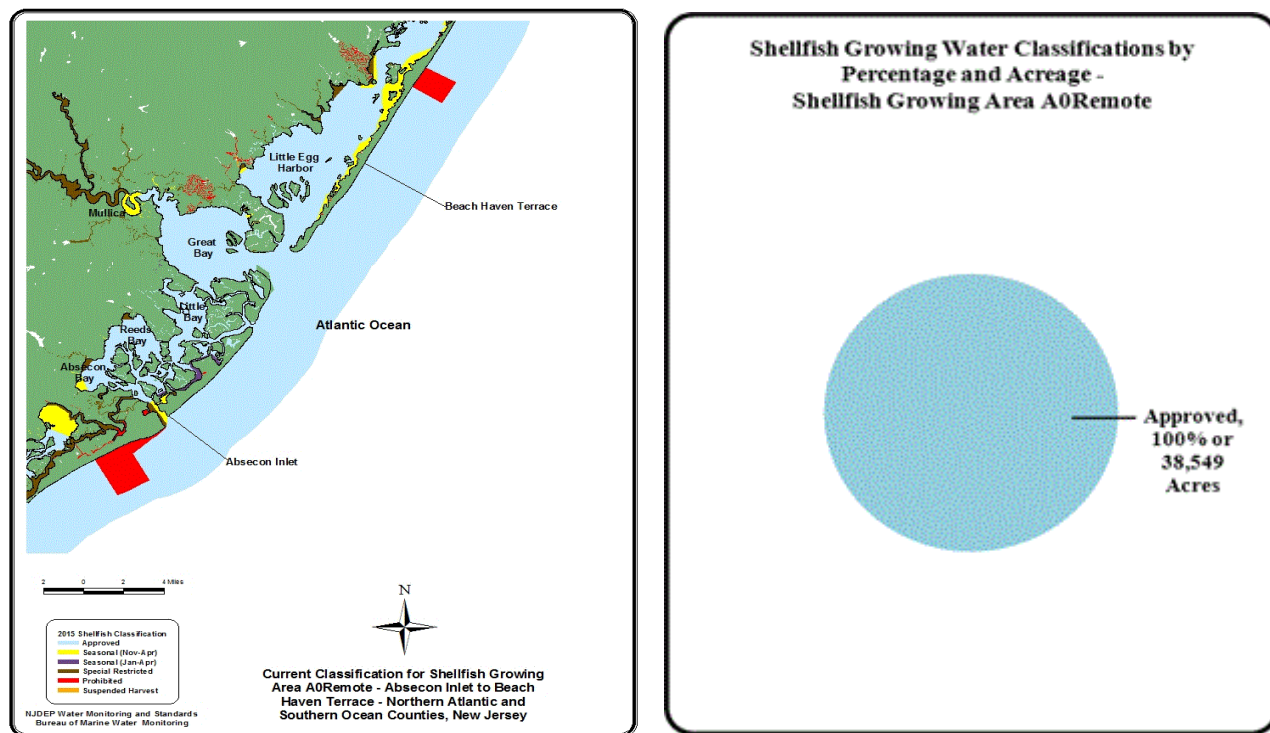 Little Egg
Harbor
Beach Haven Terrace
Mullica
Great
Bay
Little
Bay
Atlantic Ocean
Reeds
Bay
Absecon
Bay
Absecon Inlet
2 0 2 4 Miles
N
2015 Shellfish Classification
Approved
Seasonal (Nov-Apr)
Seasonal (Jan-Apr)
Special Restricted
Prohibited
Suspended Harvest
NJDEP Water Monitoring and Standards
Bureau of Marine Water Monitoring
Current Classification for Shellfish Growing
Area A0Remote - Absecon Inlet to Beach
Haven Terrace - Northern Atlantic and
Southern Ocean Counties, New Jersey
Shellfish Growing Water Classifications by
Percentage and Acreage -
Shellfish Growing Area A0Remote
Approved,
100% or
38,549
Acres